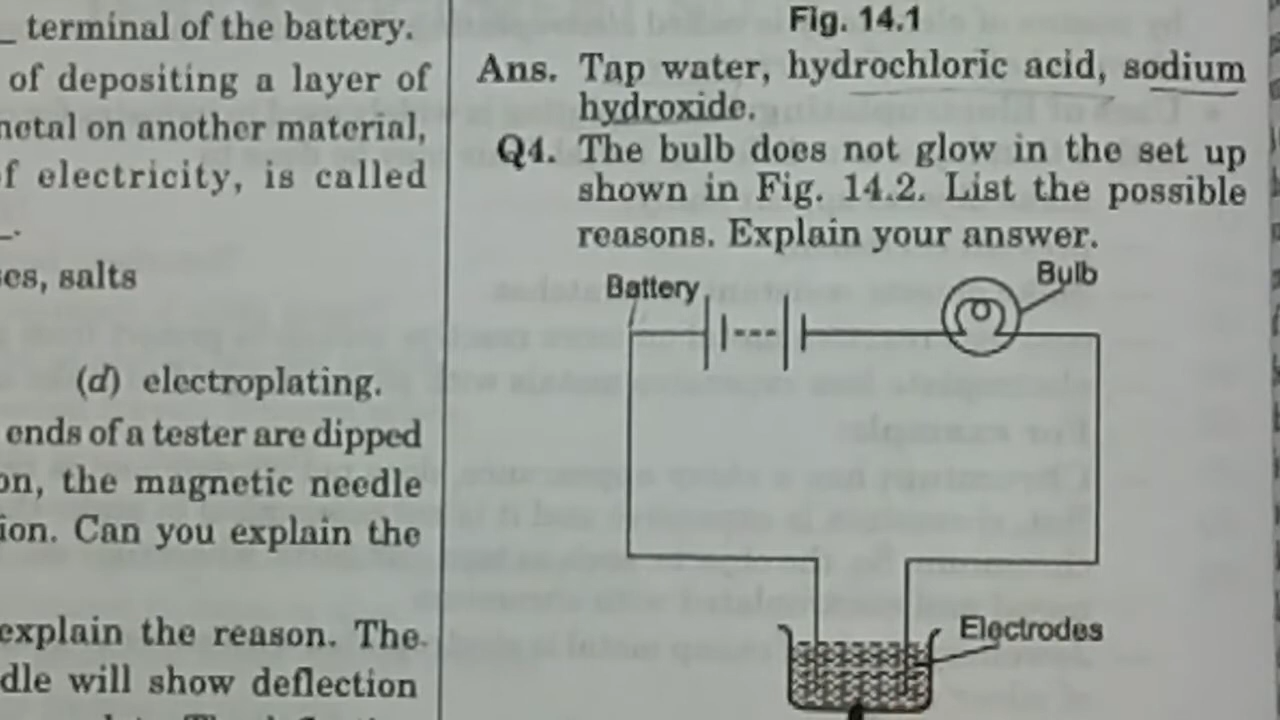 _ terminal of the battery.
of depositing a layer of
metal on another material,
of electricity, is called
_.
es, salts
(d) electroplating.
ends of a tester are dipped
on, the magnetic needle
ion. Can you explain the
explain the reason. The
dle will show deflection
Fig. 14.1
Ans. Tap water, hydrochloric acid, sodium
hydroxide.
Q4. The bulb does not glow in the set up
shown in Fig. 14.2. List the possible
reasons. Explain your answer.
Battery
Bulb
Electrodes